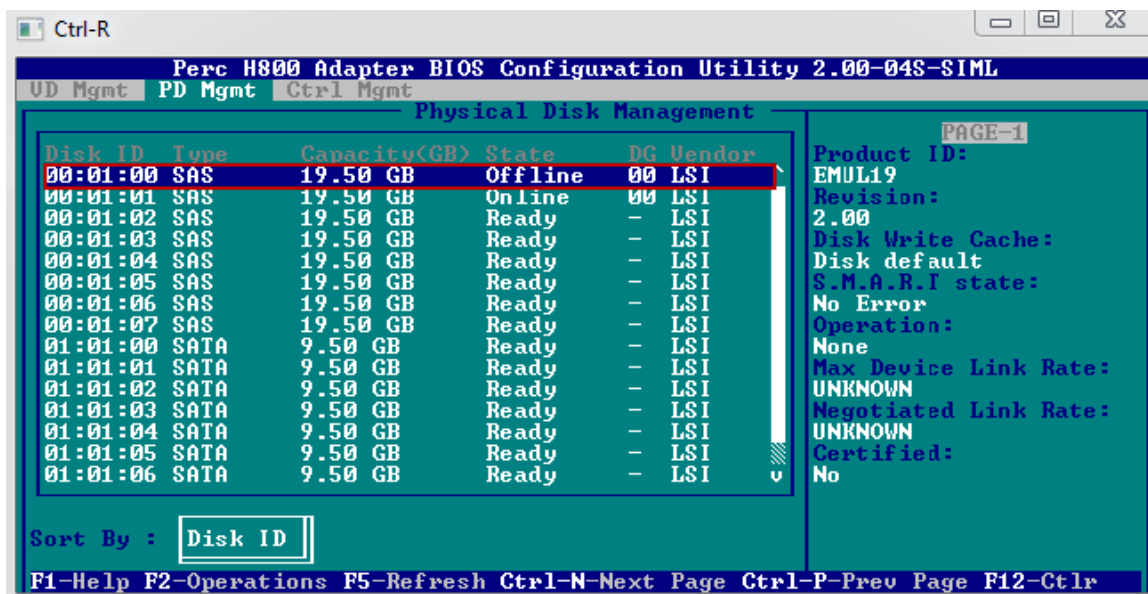 Ctrl-R
Perc H800 Adapter BIOS Configuration Utility 2.00-04S-SIML
VD Mgmt PD Mgmt Ctrl Mgmt
Physical Disk Management
Disk ID Type Capacity(GB) State DG Vendor
00:01:00 SAS 19.50 GB Offline 00 LSI
00:01:01 SAS 19.50 GB Online 00 LSI
00:01:02 SAS 19.50 GB Ready - LSI
00:01:03 SAS 19.50 GB Ready - LSI
00:01:04 SAS 19.50 GB Ready - LSI
00:01:05 SAS 19.50 GB Ready - LSI
00:01:06 SAS 19.50 GB Ready - LSI
00:01:07 SAS 19.50 GB Ready - LSI
01:01:00 SATA 9.50 GB Ready - LSI
01:01:01 SATA 9.50 GB Ready - LSI
01:01:02 SATA 9.50 GB Ready - LSI
01:01:03 SATA 9.50 GB Ready - LSI
01:01:04 SATA 9.50 GB Ready - LSI
01:01:05 SATA 9.50 GB Ready - LSI
01:01:06 SATA 9.50 GB Ready - LSI
Sort By : Disk ID
PAGE-1
Product ID:
EMUL19
Revision:
2.00
Disk Write Cache:
Disk default
S.M.A.R.T state:
No Error
Operation:
None
Max Device Link Rate:
UNKNOWN
Negotiated Link Rate:
UNKNOWN
Certified:
No
F1-Help F2-Operations F5-Refresh Ctrl-N-Next Page Ctrl-P-Prev Page F12-Ctlr